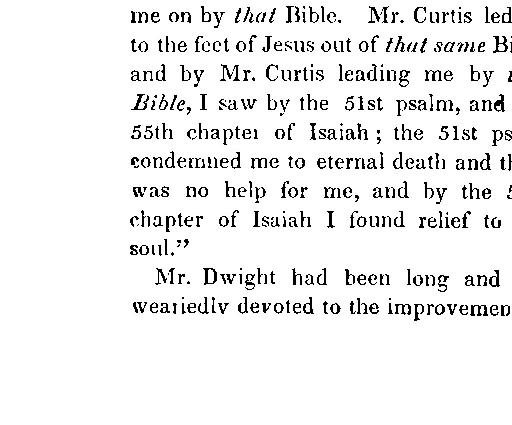 me on by that Bible. Mr. Curtis led
to the feet of Jesus out of that same Bi
and by Mr. Curtis leading me by
Bible, I saw by the 51st psalm, and
55th chapter of Isaiah ; the 51st ps
condemned me to eternal death and th
was no help for me, and by the 5
chapter of Isaiah I found relief to
soul."
Mr. Dwight had been long and
weariedly devoted to the improvemen